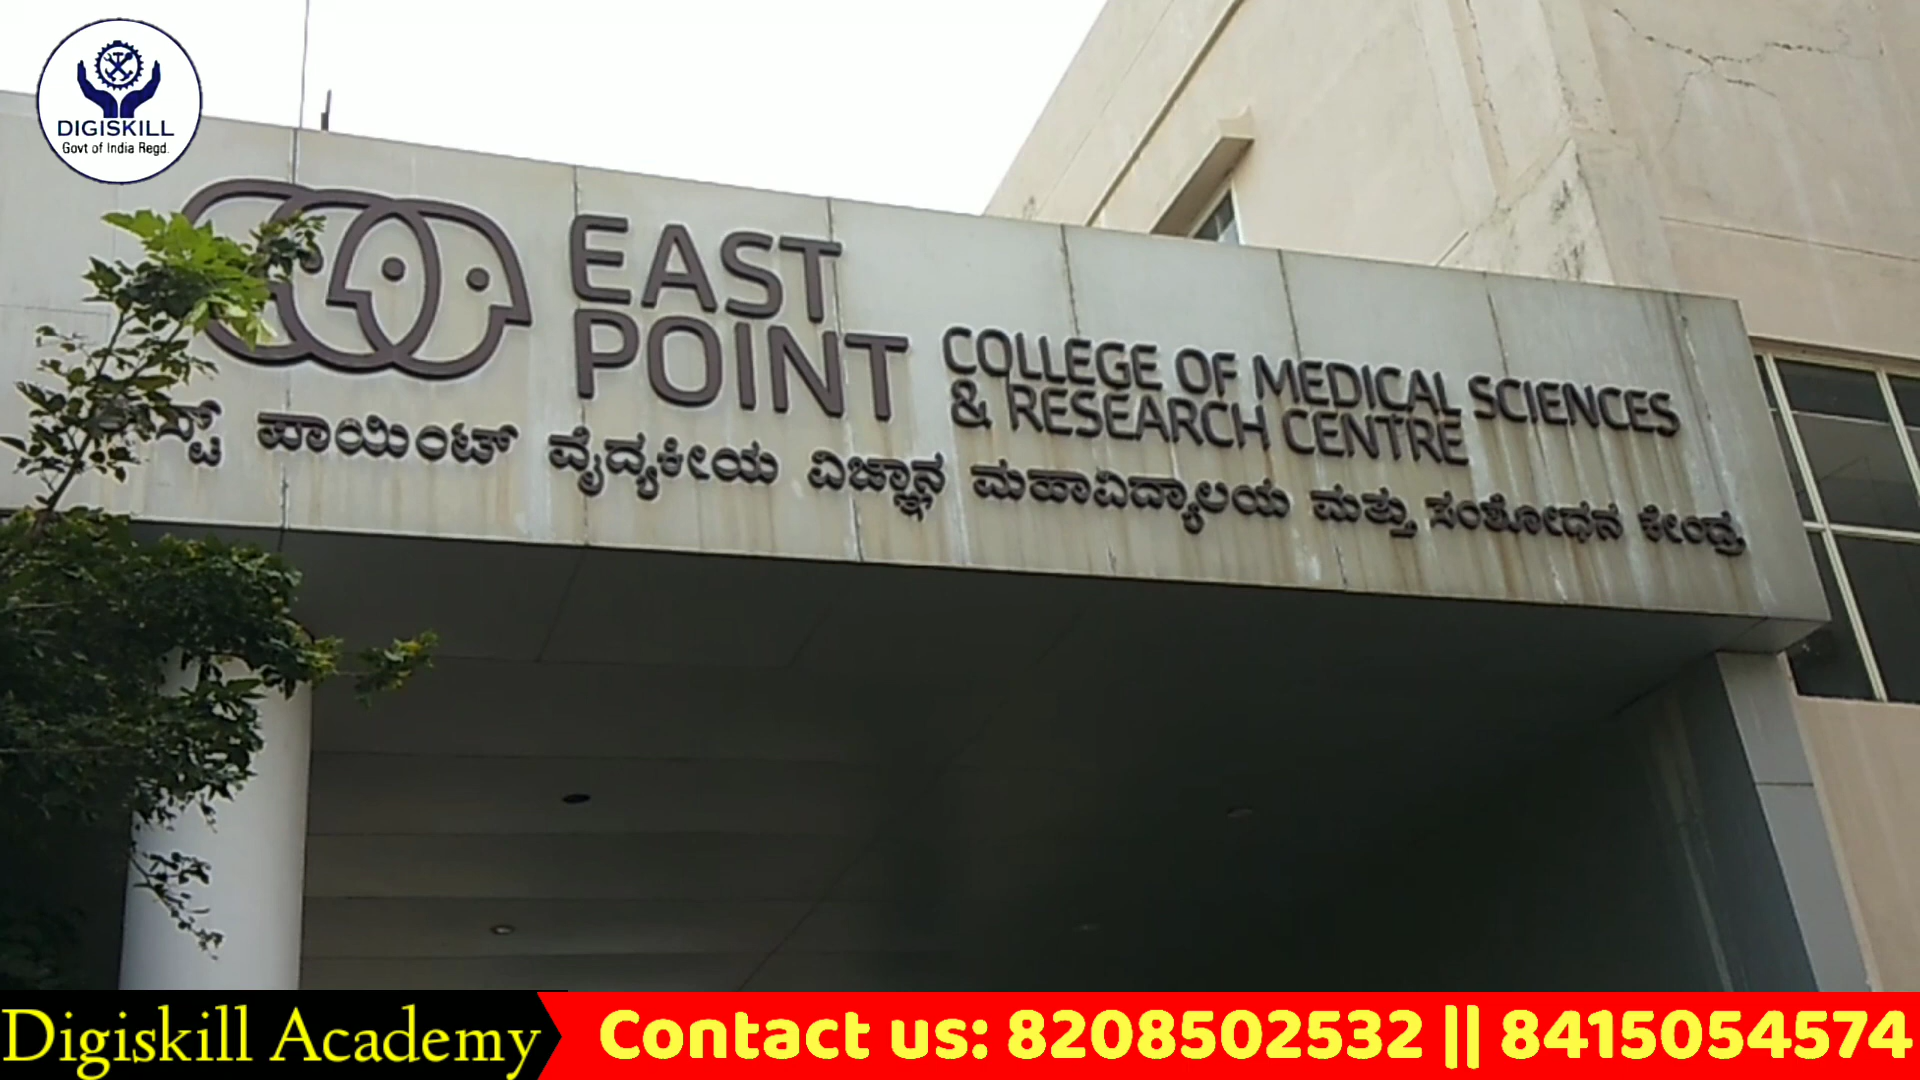 DIGISKILL
Govt of India Regd.
EAST
POINT
COLLEGE OF MEDICAL SCIENCES
& RESEARCH CENTRE
ಪಾಯಿಂಟ್ ವೈದ್ಯಕೀಯ ವಿಜ್ಞಾನ ಮಹಾವಿದ್ಯಾಲಯ ಮತ್ತು ಸಂಶೋಧನ ಕೇಂದ್ರ
Digiskill Academy
Contact us: 8208502532 || 8415054574